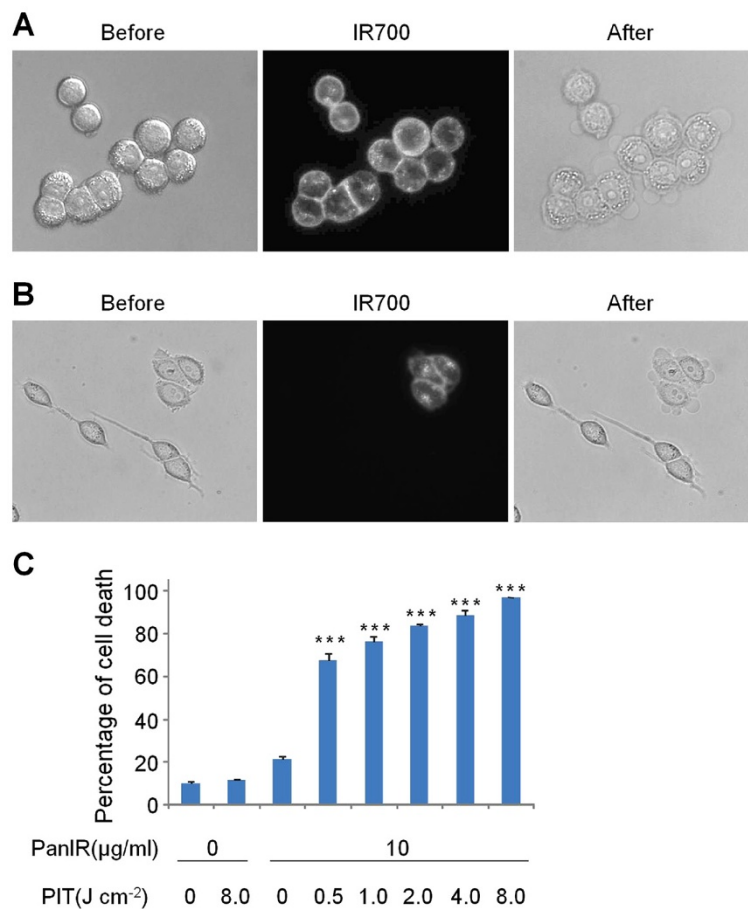 A
Before IR700 After
B
Before IR700 After
C
Percentage of cell death
100
80
60
40
20
0
*** *** *** *** ***
PanIR(µg/ml) 0 10
PIT(J cm-2) 0 8.0 0 0.5 1.0 2.0 4.0 8.0